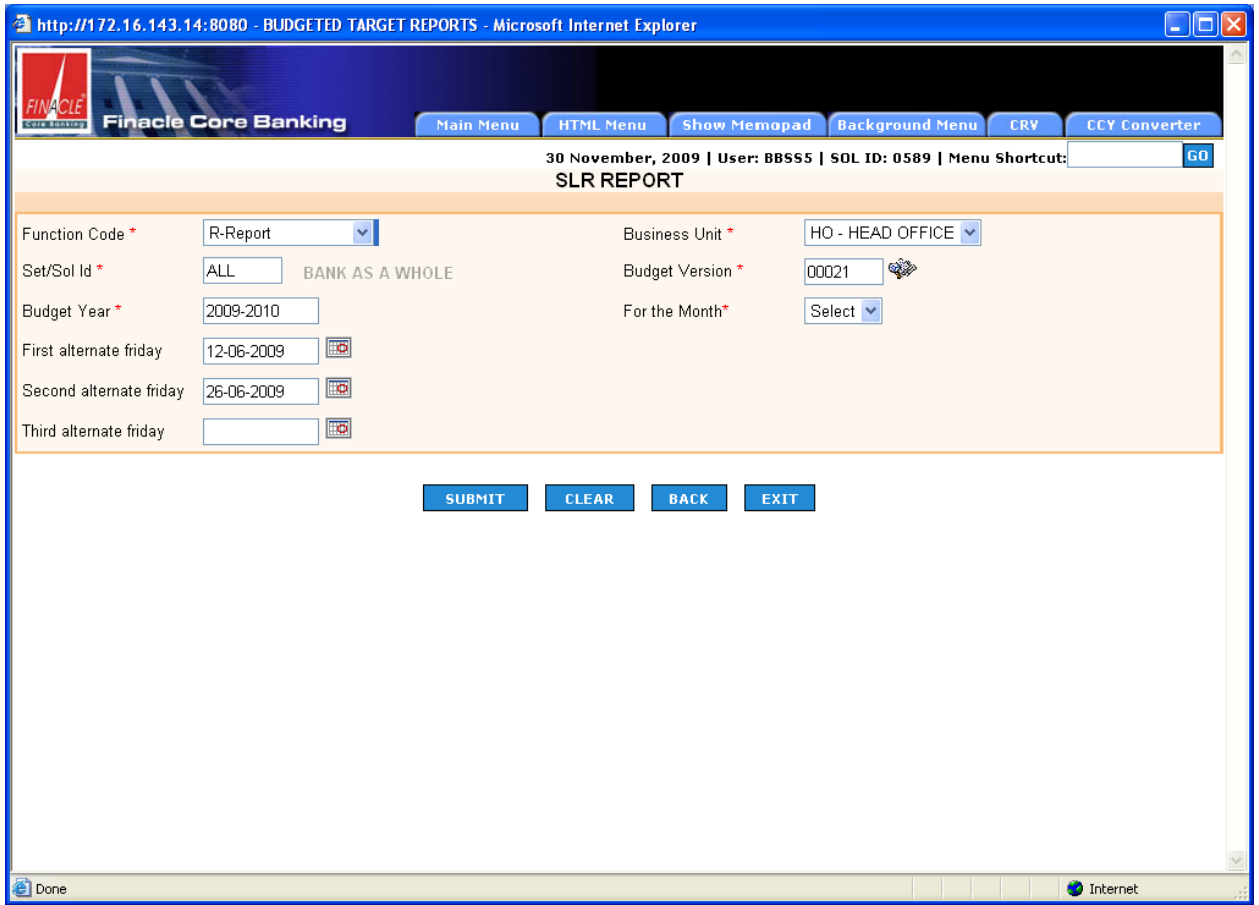 http://172.16.143.14:8080 - BUDGETED TARGET REPORTS - Microsoft Internet Explorer
FINACLE
Core Banking
Finacle Core Banking
Main Menu HTML Menu Show Memopad Background Menu CRV CCY Converter
30 November, 2009 | User: BBSS5 | SOL ID: 0589 | Menu Shortcut: GO
SLR REPORT
Function Code * R-Report Business Unit * HO - HEAD OFFICE
Set/Sol Id * ALL BANK AS A WHOLE Budget Version * 00021
Budget Year * 2009-2010 For the Month* Select
First alternate friday 12-06-2009
Second alternate friday 26-06-2009
Third alternate friday
SUBMIT CLEAR BACK EXIT
Done Internet